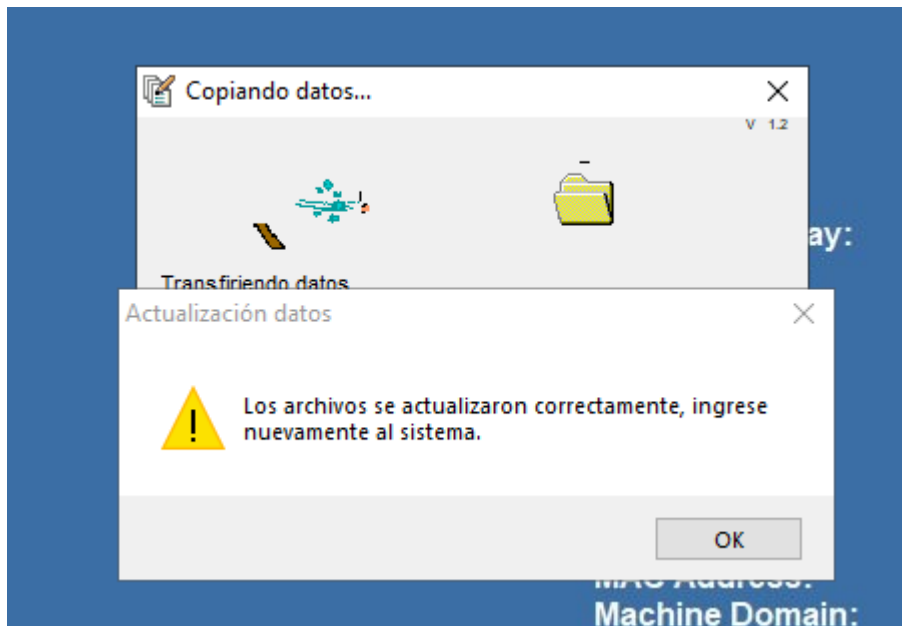 Copiando datos...
V 1.2
ay:
Transfiriendo datos
Actualización datos
Los archivos se actualizaron correctamente, ingrese
nuevamente al sistema.
OK
MAC Address:
Machine Domain: